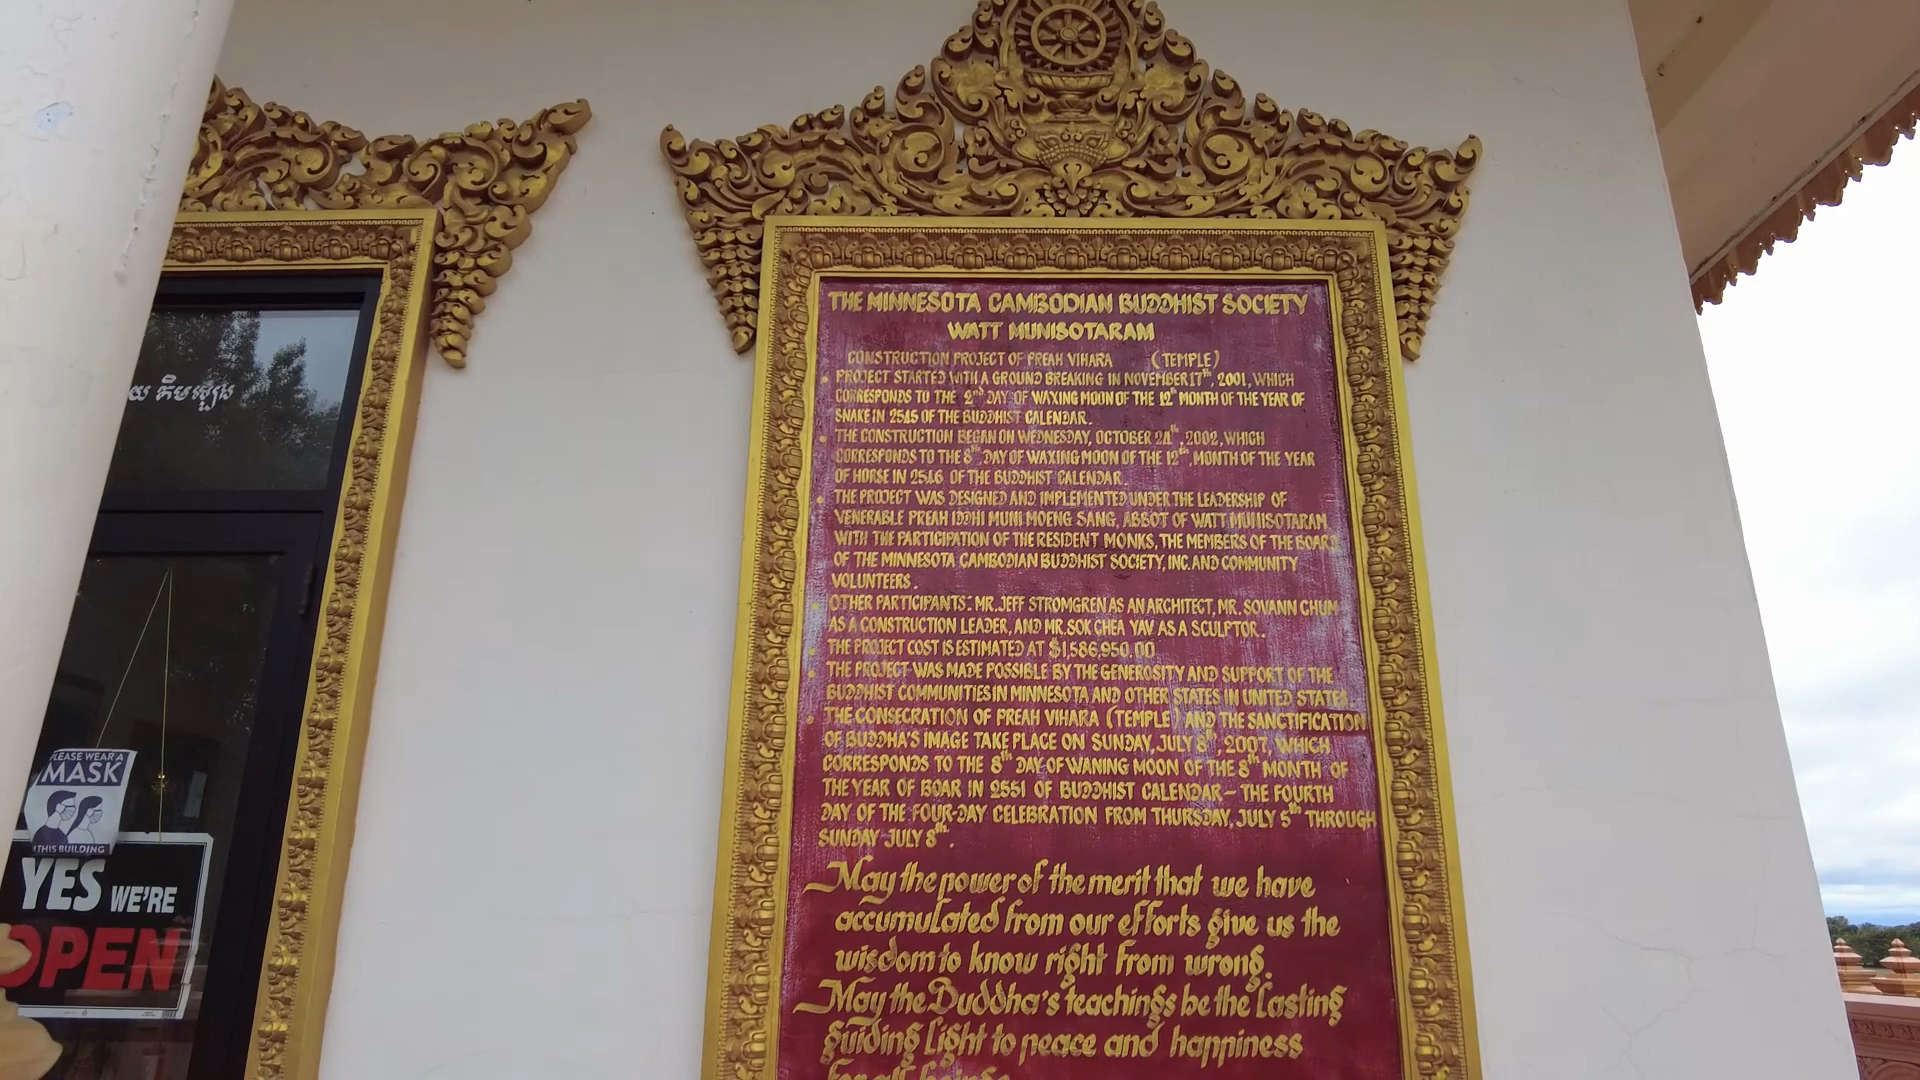 THE MINNESOTA CAMBODIAN BUDDHIST SOCIETY
WATT MUNISOTARAM
CONSTRUCTION PROJECT OF PREAH VIHARA (TEMPLE)
PROJECT STARTED WITH A GROUND BREAKING IN NOVEMBER 17th, 2001, WHICH
CORRESPONDS TO THE 2nd DAY OF WAXING MOON OF THE 12th MONTH OF THE YEAR OF
SNAKE IN 2545 OF THE BUDDHIST CALENDAR.
THE CONSTRUCTION BEGAN ON WEDNESDAY, OCTOBER 24th, 2002, WHICH
CORRESPONDS TO THE 8th DAY OF WAXING MOON OF THE 12th, MONTH OF THE YEAR
OF HORSE IN 2546 OF THE BUDDHIST CALENDAR.
THE PROJECT WAS DESIGNED AND IMPLEMENTED UNDER THE LEADERSHIP OF
VENERABLE PREAH IDDHI MUNI MOENG SANG, ABBOT OF WATT MUNISOTARAM
WITH THE PARTICIPATION OF THE RESIDENT MONKS, THE MEMBERS OF THE BOARD
OF THE MINNESOTA CAMBODIAN BUDDHIST SOCIETY, INC. AND COMMUNITY
VOLUNTEERS.
OTHER PARTICIPANTS: MR. JEFF STROMGREN AS AN ARCHITECT, MR. SOVANN CHUM
AS A CONSTRUCTION LEADER, AND MR. SOK CHEA YAV AS A SCULPTOR.
THE PROJECT COST IS ESTIMATED AT $1,586,950.00
THE PROJECT WAS MADE POSSIBLE BY THE GENEROSITY AND SUPPORT OF THE
BUDDHIST COMMUNITIES IN MINNESOTA AND OTHER STATES IN UNITED STATES.
THE CONSECRATION OF PREAH VIHARA (TEMPLE) AND THE SANCTIFICATION
OF BUDDHA'S IMAGE TAKE PLACE ON SUNDAY, JULY 8th, 2007, WHICH
CORRESPONDS TO THE 8th DAY OF WANING MOON OF THE 8th MONTH OF
THE YEAR OF BOAR IN 2551 OF BUDDHIST CALENDAR – THE FOURTH
DAY OF THE FOUR-DAY CELEBRATION FROM THURSDAY, JULY 5th THROUGH
SUNDAY JULY 8th.
May the power of the merit that we have
accumulated from our efforts give us the
wisdom to know right from wrong.
May the Buddha's teachings be the lasting
guiding light to peace and happiness
for all beings
PLEASE WEAR A
MASK
THIS BUILDING
YES WE'RE
OPEN